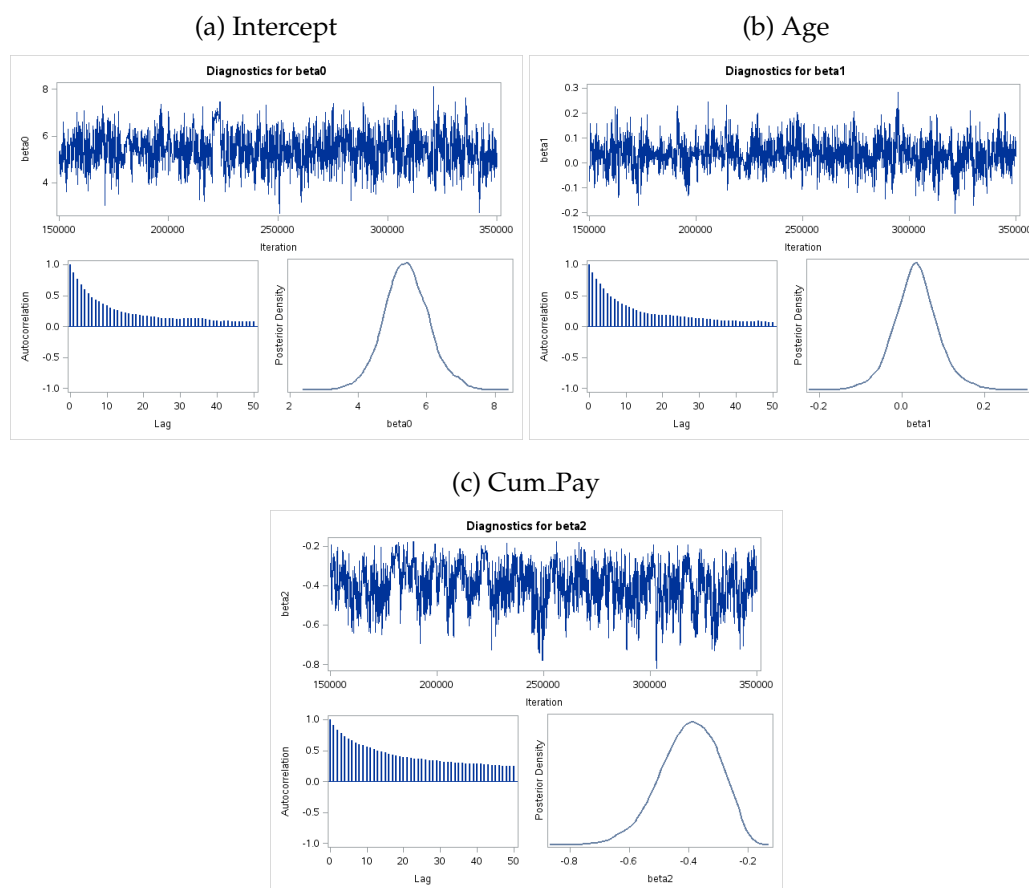 (a) Intercept
Diagnostics for beta0
8
6
4
beta0
150000 200000 250000 300000 350000
Iteration
1.0
0.5
0.0
-0.5
-1.0
Autocorrelation
0 10 20 30 40 50
Lag
Posterior Density
2 4 6 8
beta0
(b) Age
Diagnostics for beta1
0.3
0.2
0.1
0.0
-0.1
-0.2
beta1
150000 200000 250000 300000 350000
Iteration
1.0
0.5
0.0
-0.5
-1.0
Autocorrelation
0 10 20 30 40 50
Lag
Posterior Density
-0.2 0.0 0.2
beta1
(c) Cum_Pay
Diagnostics for beta2
-0.2
-0.4
-0.6
-0.8
beta2
150000 200000 250000 300000 350000
Iteration
1.0
0.5
0.0
-0.5
-1.0
Autocorrelation
0 10 20 30 40 50
Lag
Posterior Density
-0.8 -0.6 -0.4 -0.2
beta2